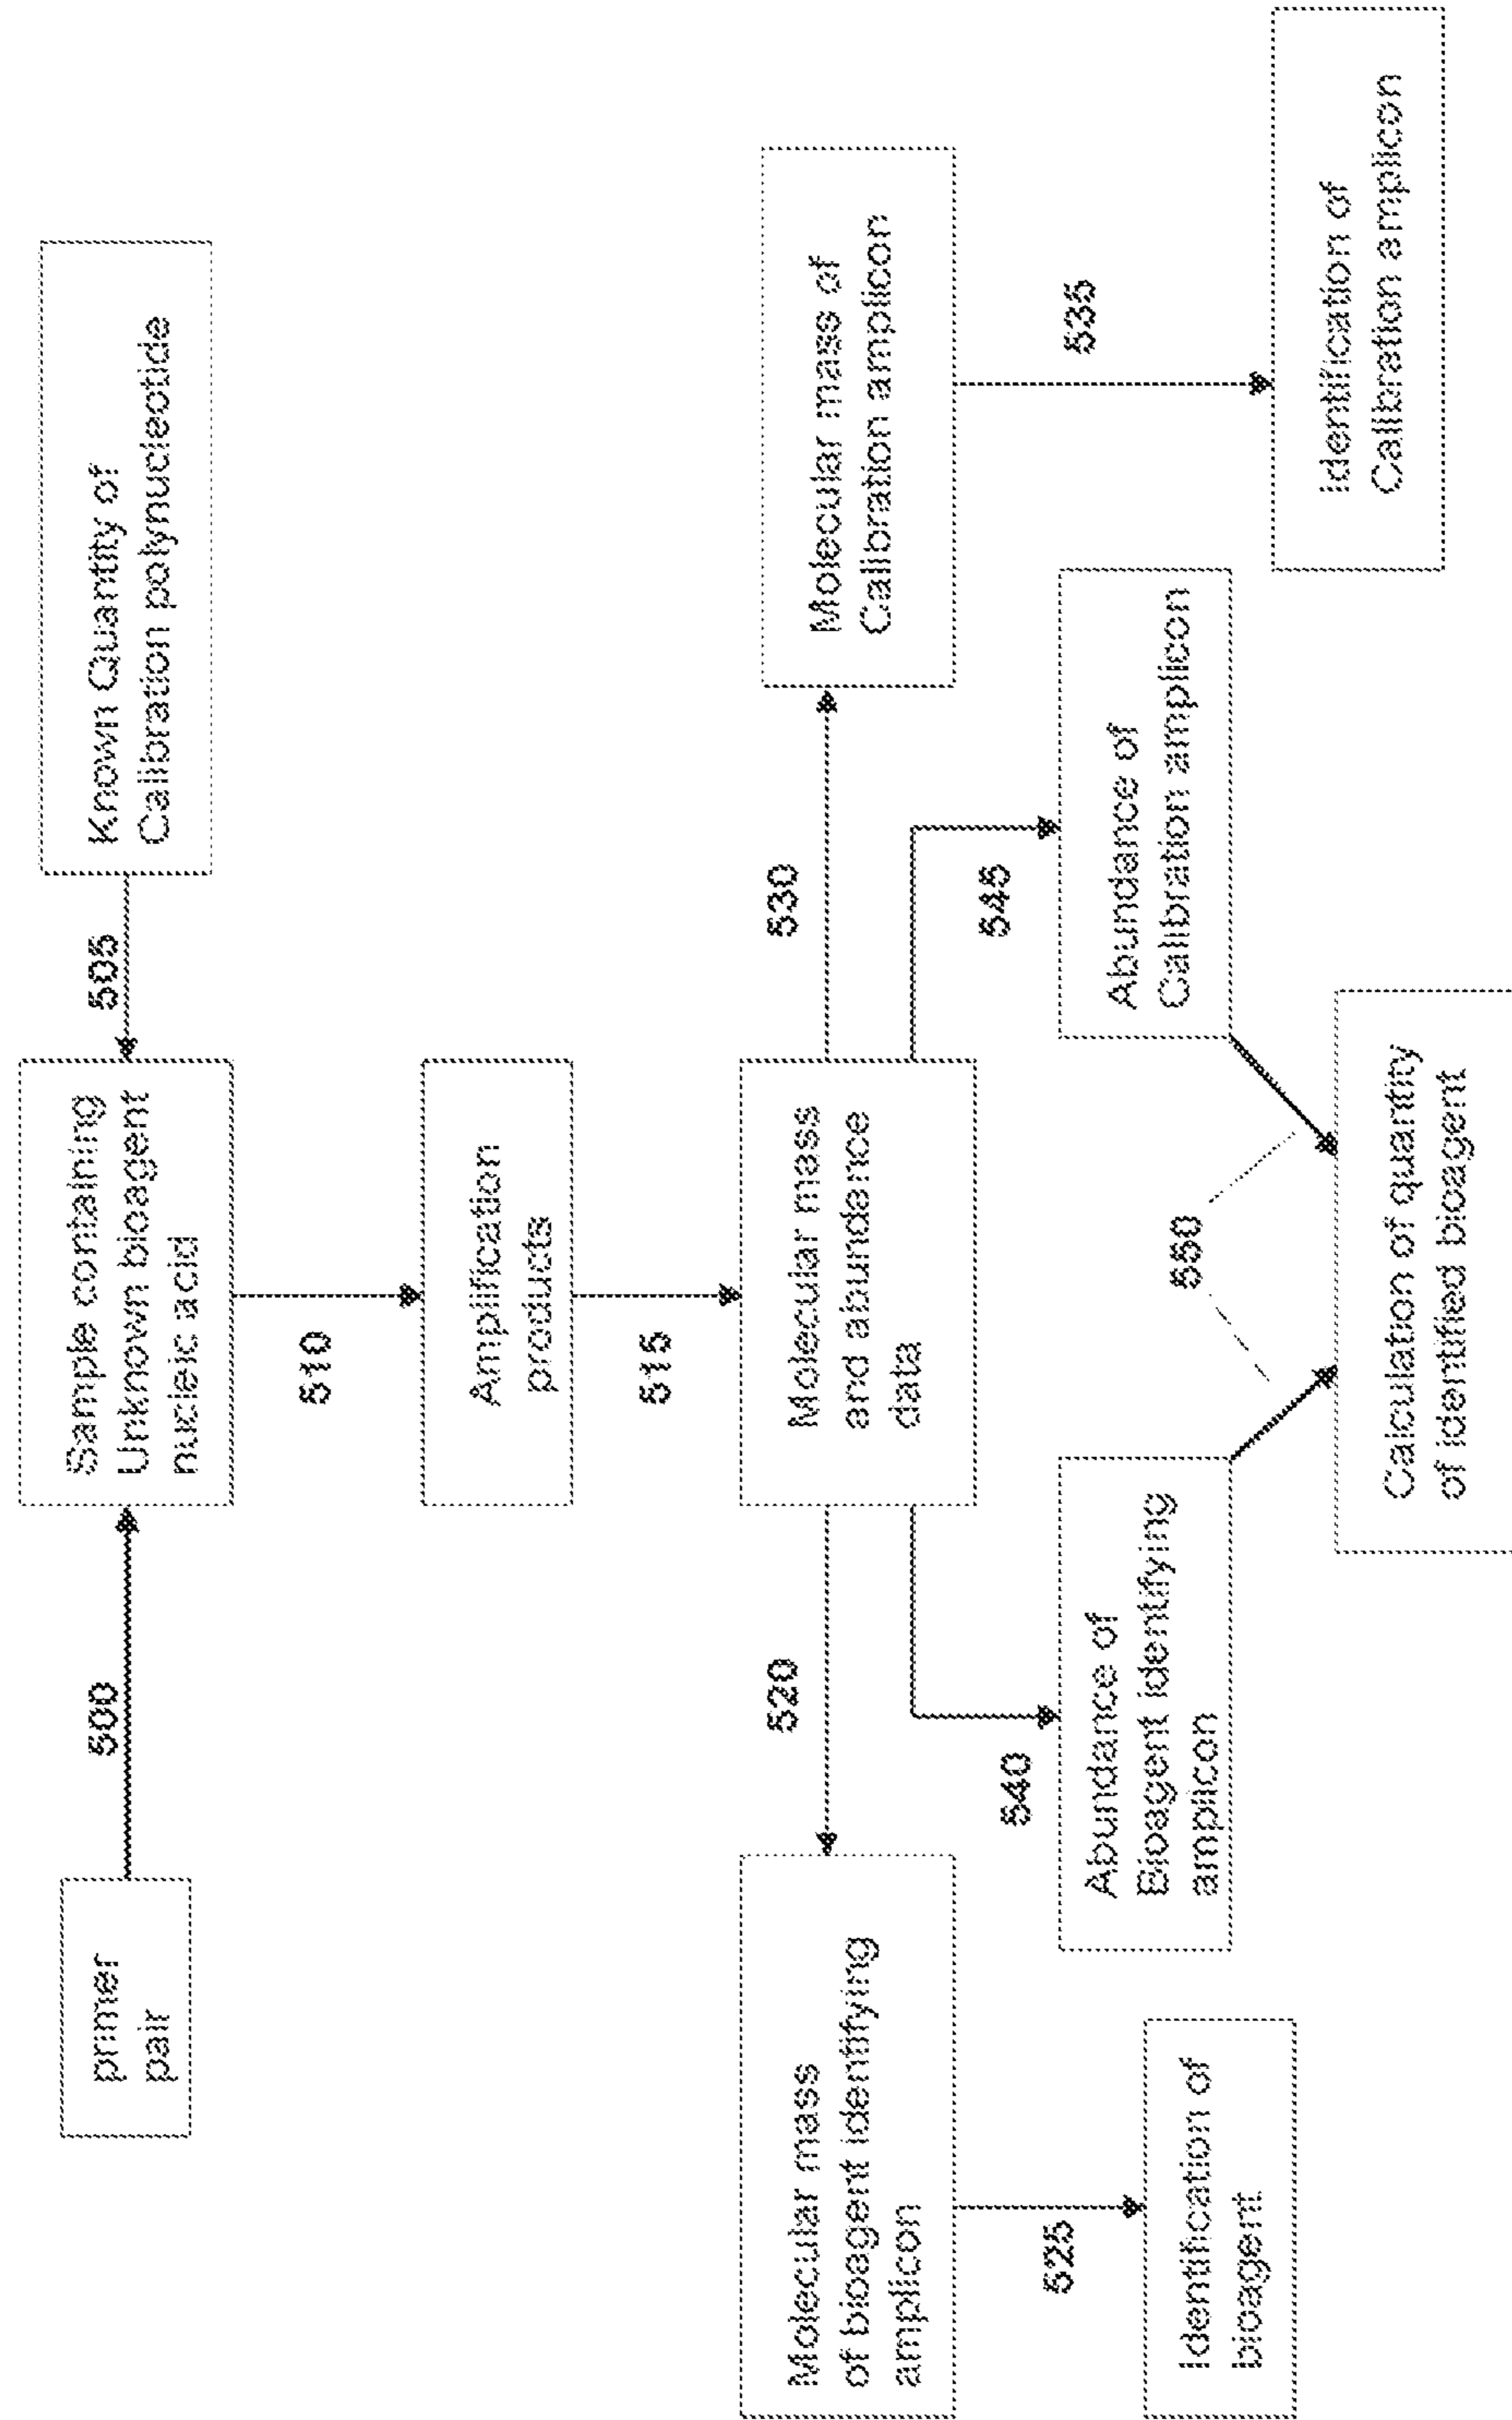 primer
pair
500
Sample containing
Unknown bioagent
nucleic acid
505
Known Quantity of
Calibration polynucleotide
510
Amplification
products
515
Molecular mass
and abundance
data
520
530
Molecular mass
of bioagent identifying
amplicon
Molecular mass of
Calibration amplicon
540
545
525
535
Abundance of
Bioagent identifying
amplicon
Abundance of
Calibration amplicon
Identification of
bioagent
550
Identification of
Calibration amplicon
Calculation of quantity
of identified bioagent